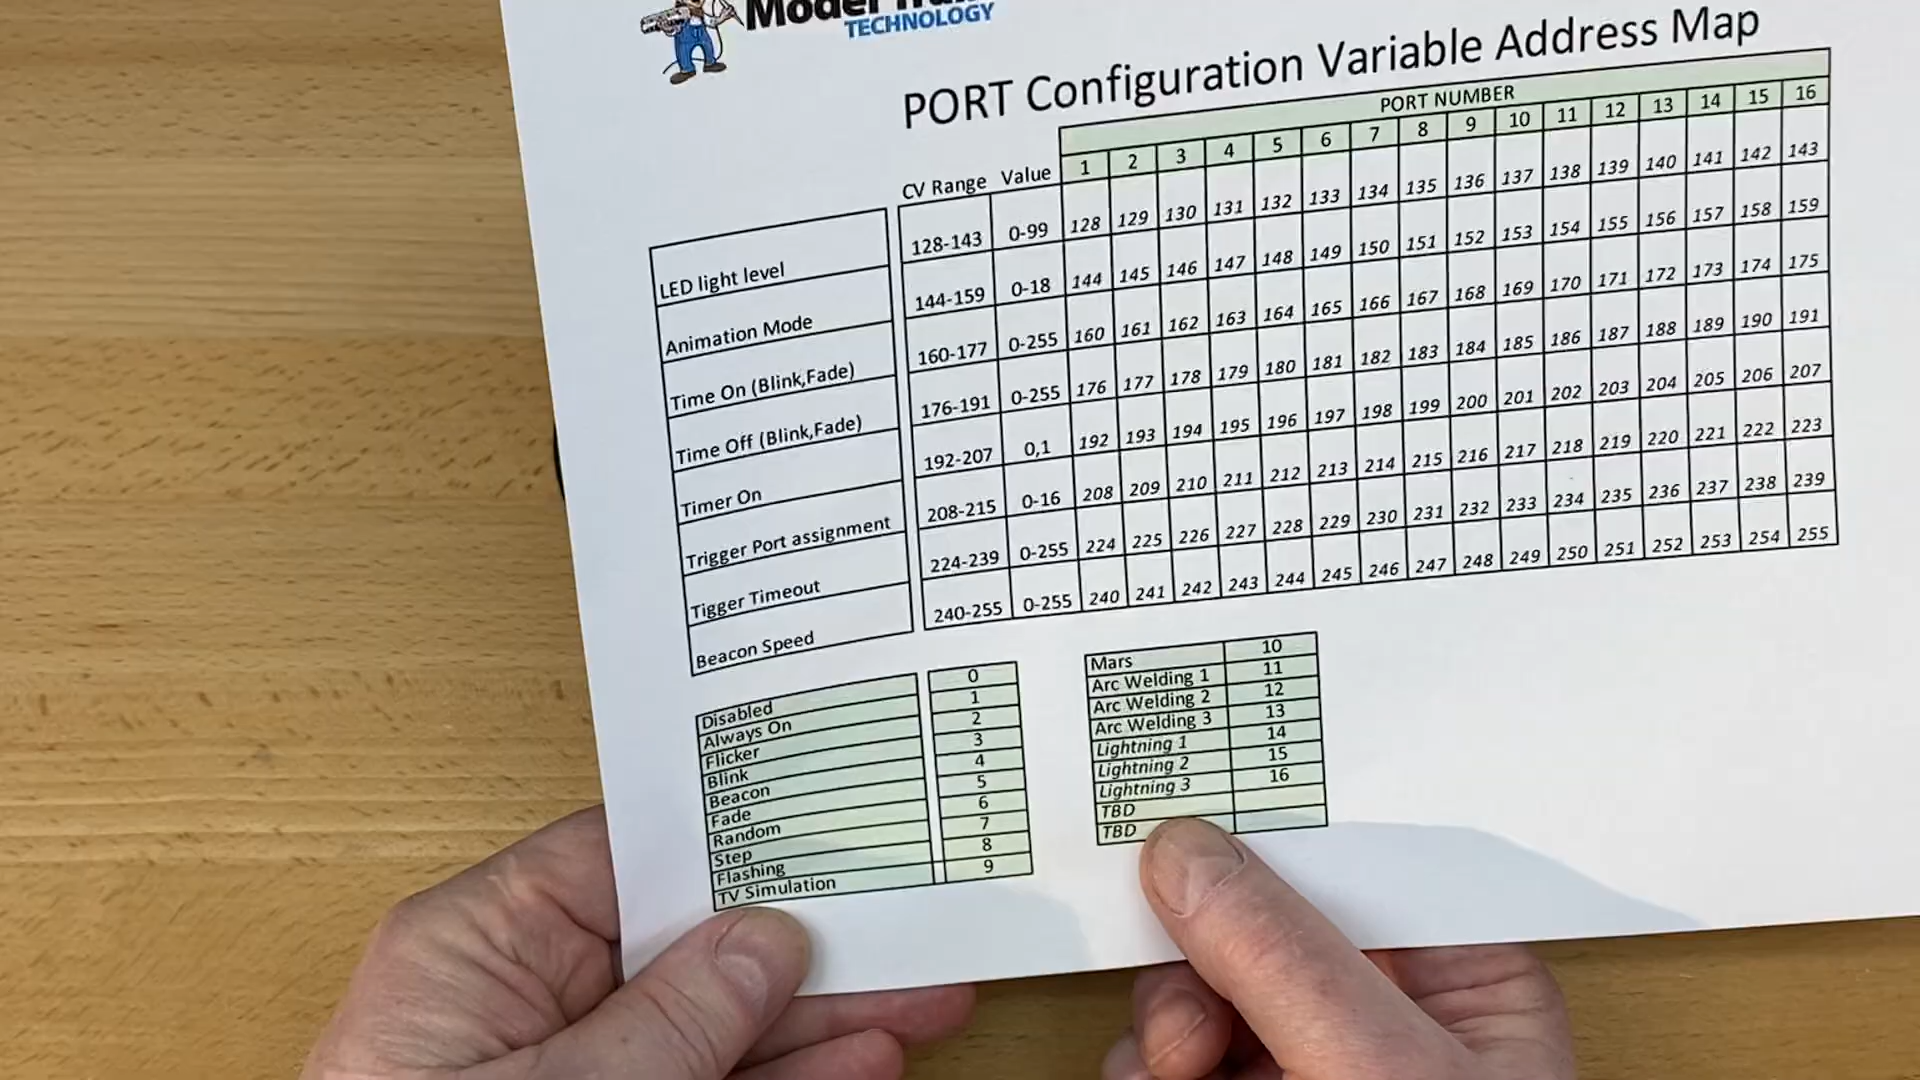 TECHNOLOGY
PORT Configuration Variable Address Map
PORT NUMBER
CV Range Value 1 2 3 4 5 6 7 8 9 10 11 12 13 14 15 16
LED light level 128-143 0-99 128 129 130 131 132 133 134 135 136 137 138 139 140 141 142 143
Animation Mode 144-159 0-18 144 145 146 147 148 149 150 151 152 153 154 155 156 157 158 159
Time On (Blink,Fade) 160-177 0-255 160 161 162 163 164 165 166 167 168 169 170 171 172 173 174 175
Time Off (Blink,Fade) 176-191 0-255 176 177 178 179 180 181 182 183 184 185 186 187 188 189 190 191
Timer On 192-207 0,1 192 193 194 195 196 197 198 199 200 201 202 203 204 205 206 207
Trigger Port assignment 208-215 0-16 208 209 210 211 212 213 214 215 216 217 218 219 220 221 222 223
Tigger Timeout 224-239 0-255 224 225 226 227 228 229 230 231 232 233 234 235 236 237 238 239
Beacon Speed 240-255 0-255 240 241 242 243 244 245 246 247 248 249 250 251 252 253 254 255
Disabled 0
Always On 1
Flicker 2
Blink 3
Beacon 4
Fade 5
Random 6
Step 7
Flashing 8
TV Simulation 9
Mars 10
Arc Welding 1 11
Arc Welding 2 12
Arc Welding 3 13
Lightning 1 14
Lightning 2 15
Lightning 3 16
TBD
TBD